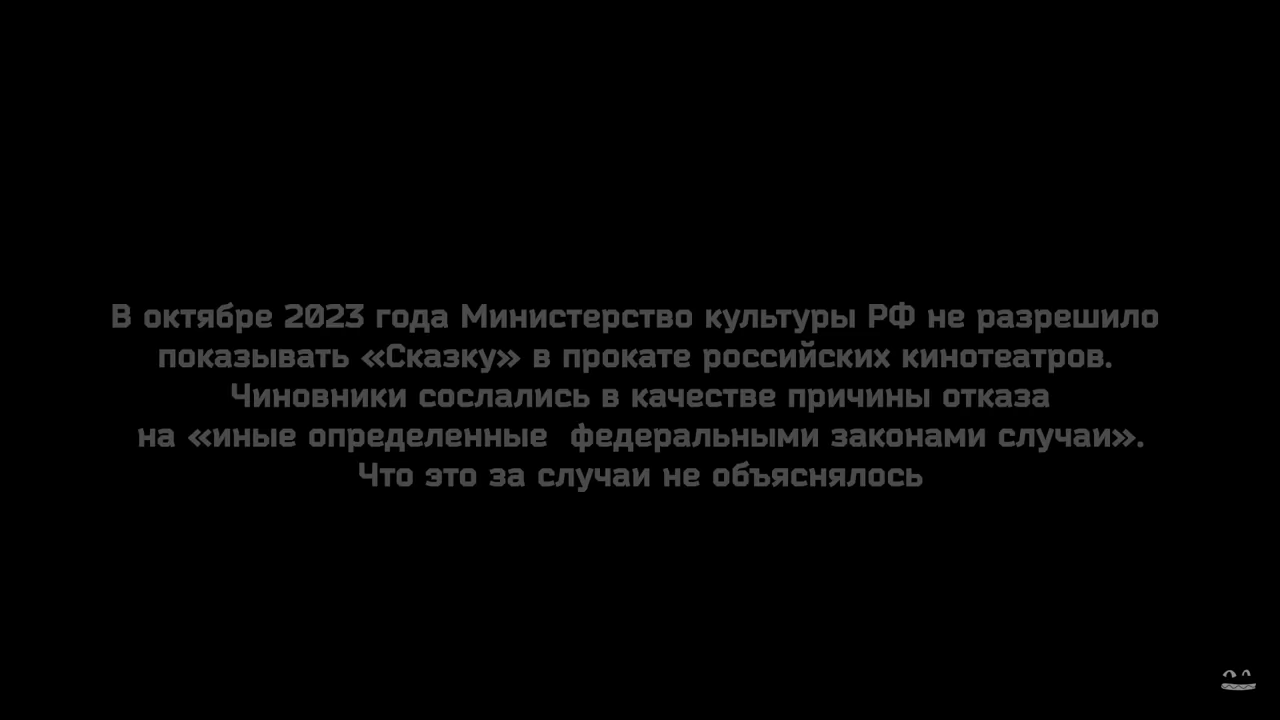 В октябре 2023 года Министерство культуры РФ не разрешило
показывать «Сказку» в прокате российских кинотеатров.
Чиновники сослались в качестве причины отказа
на «иные определенные  федеральными законами случаи».
Что это за случаи не объяснялось